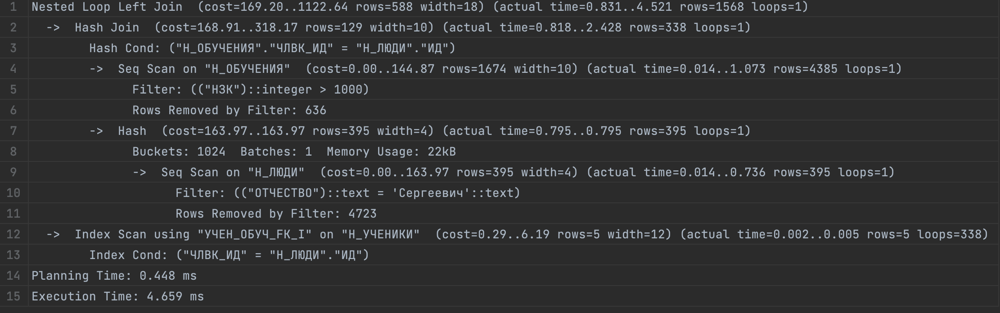 1 Nested Loop Left Join  (cost=169.20..1122.64 rows=588 width=18) (actual time=0.831..4.521 rows=1568 loops=1)
2   ->  Hash Join  (cost=168.91..318.17 rows=129 width=10) (actual time=0.818..2.428 rows=338 loops=1)
3         Hash Cond: ("Н_ОБУЧЕНИЯ"."ЧЛВК_ИД" = "Н_ЛЮДИ"."ИД")
4         ->  Seq Scan on "Н_ОБУЧЕНИЯ"  (cost=0.00..144.87 rows=1674 width=10) (actual time=0.014..1.073 rows=4385 loops=1)
5               Filter: (("НЗК")::integer > 1000)
6               Rows Removed by Filter: 636
7         ->  Hash  (cost=163.97..163.97 rows=395 width=4) (actual time=0.795..0.795 rows=395 loops=1)
8               Buckets: 1024  Batches: 1  Memory Usage: 22kB
9               ->  Seq Scan on "Н_ЛЮДИ"  (cost=0.00..163.97 rows=395 width=4) (actual time=0.014..0.736 rows=395 loops=1)
10                     Filter: (("ОТЧЕСТВО")::text = 'Сергеевич'::text)
11                     Rows Removed by Filter: 4723
12   ->  Index Scan using "УЧЕН_ОБУЧ_FK_I" on "Н_УЧЕНИКИ"  (cost=0.29..6.19 rows=5 width=12) (actual time=0.002..0.005 rows=5 loops=338)
13         Index Cond: ("ЧЛВК_ИД" = "Н_ЛЮДИ"."ИД")
14 Planning Time: 0.448 ms
15 Execution Time: 4.659 ms